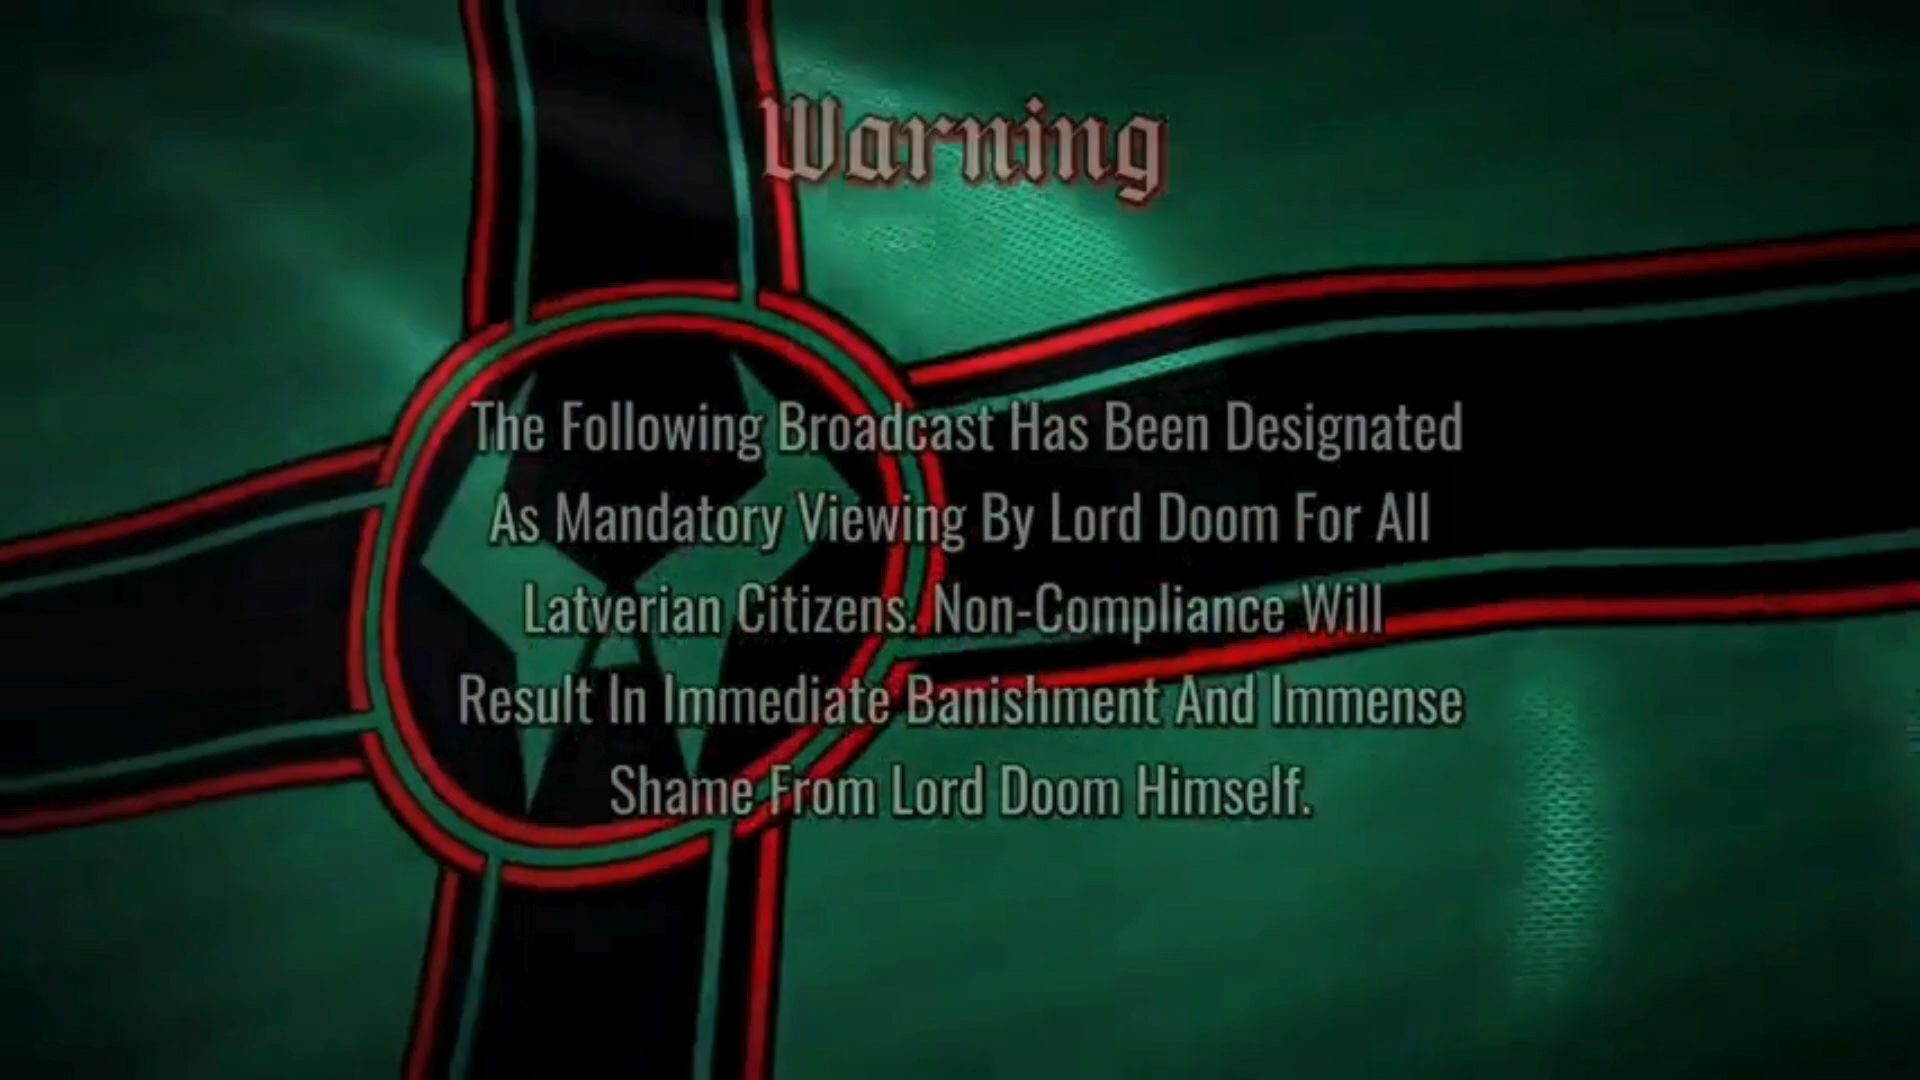 Warning
The Following Broadcast Has Been Designated
As Mandatory Viewing By Lord Doom For All
Latverian Citizens. Non-Compliance Will
Result In Immediate Banishment And Immense
Shame From Lord Doom Himself.